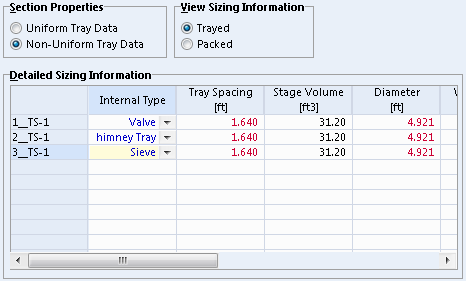 Section Properties
Uniform Tray Data
Non-Uniform Tray Data
View Sizing Information
Trayed
Packed
Detailed Sizing Information
Internal Type Tray Spacing [ft] Stage Volume [ft3] Diameter [ft]
1__TS-1 Valve 1.640 31.20 4.921
2__TS-1 himney Tray 1.640 31.20 4.921
3__TS-1 Sieve 1.640 31.20 4.921